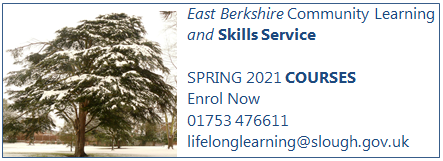 East Berkshire Community Learning
and Skills Service
SPRING 2021 COURSES
Enrol Now
01753 476611
lifelonglearning@slough.gov.uk